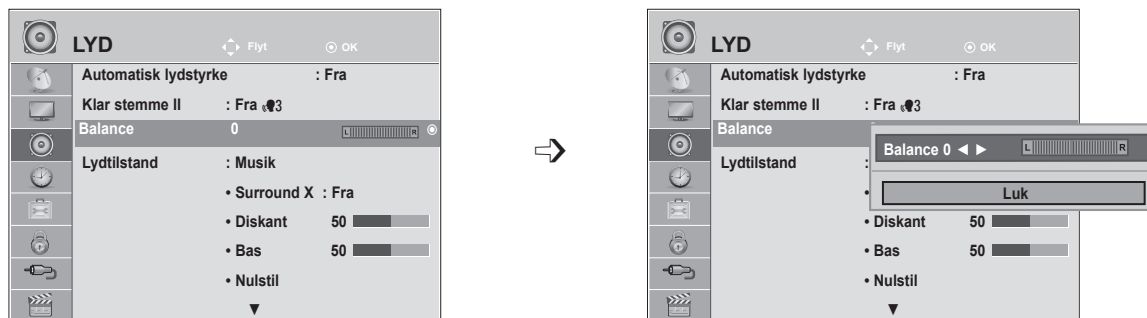 LYD Flyt OK
Automatisk lydstyrke : Fra
Klar stemme II : Fra 3
Balance 0 L R
Lydtilstand : Musik
• Surround X : Fra
• Diskant 50
• Bas 50
• Nulstil
▼
LYD Flyt OK
Automatisk lydstyrke : Fra
Klar stemme II : Fra 3
Balance
Balance 0 ◄ ► L R
Lydtilstand :
Luk
•
• Diskant 50
• Bas 50
• Nulstil
▼